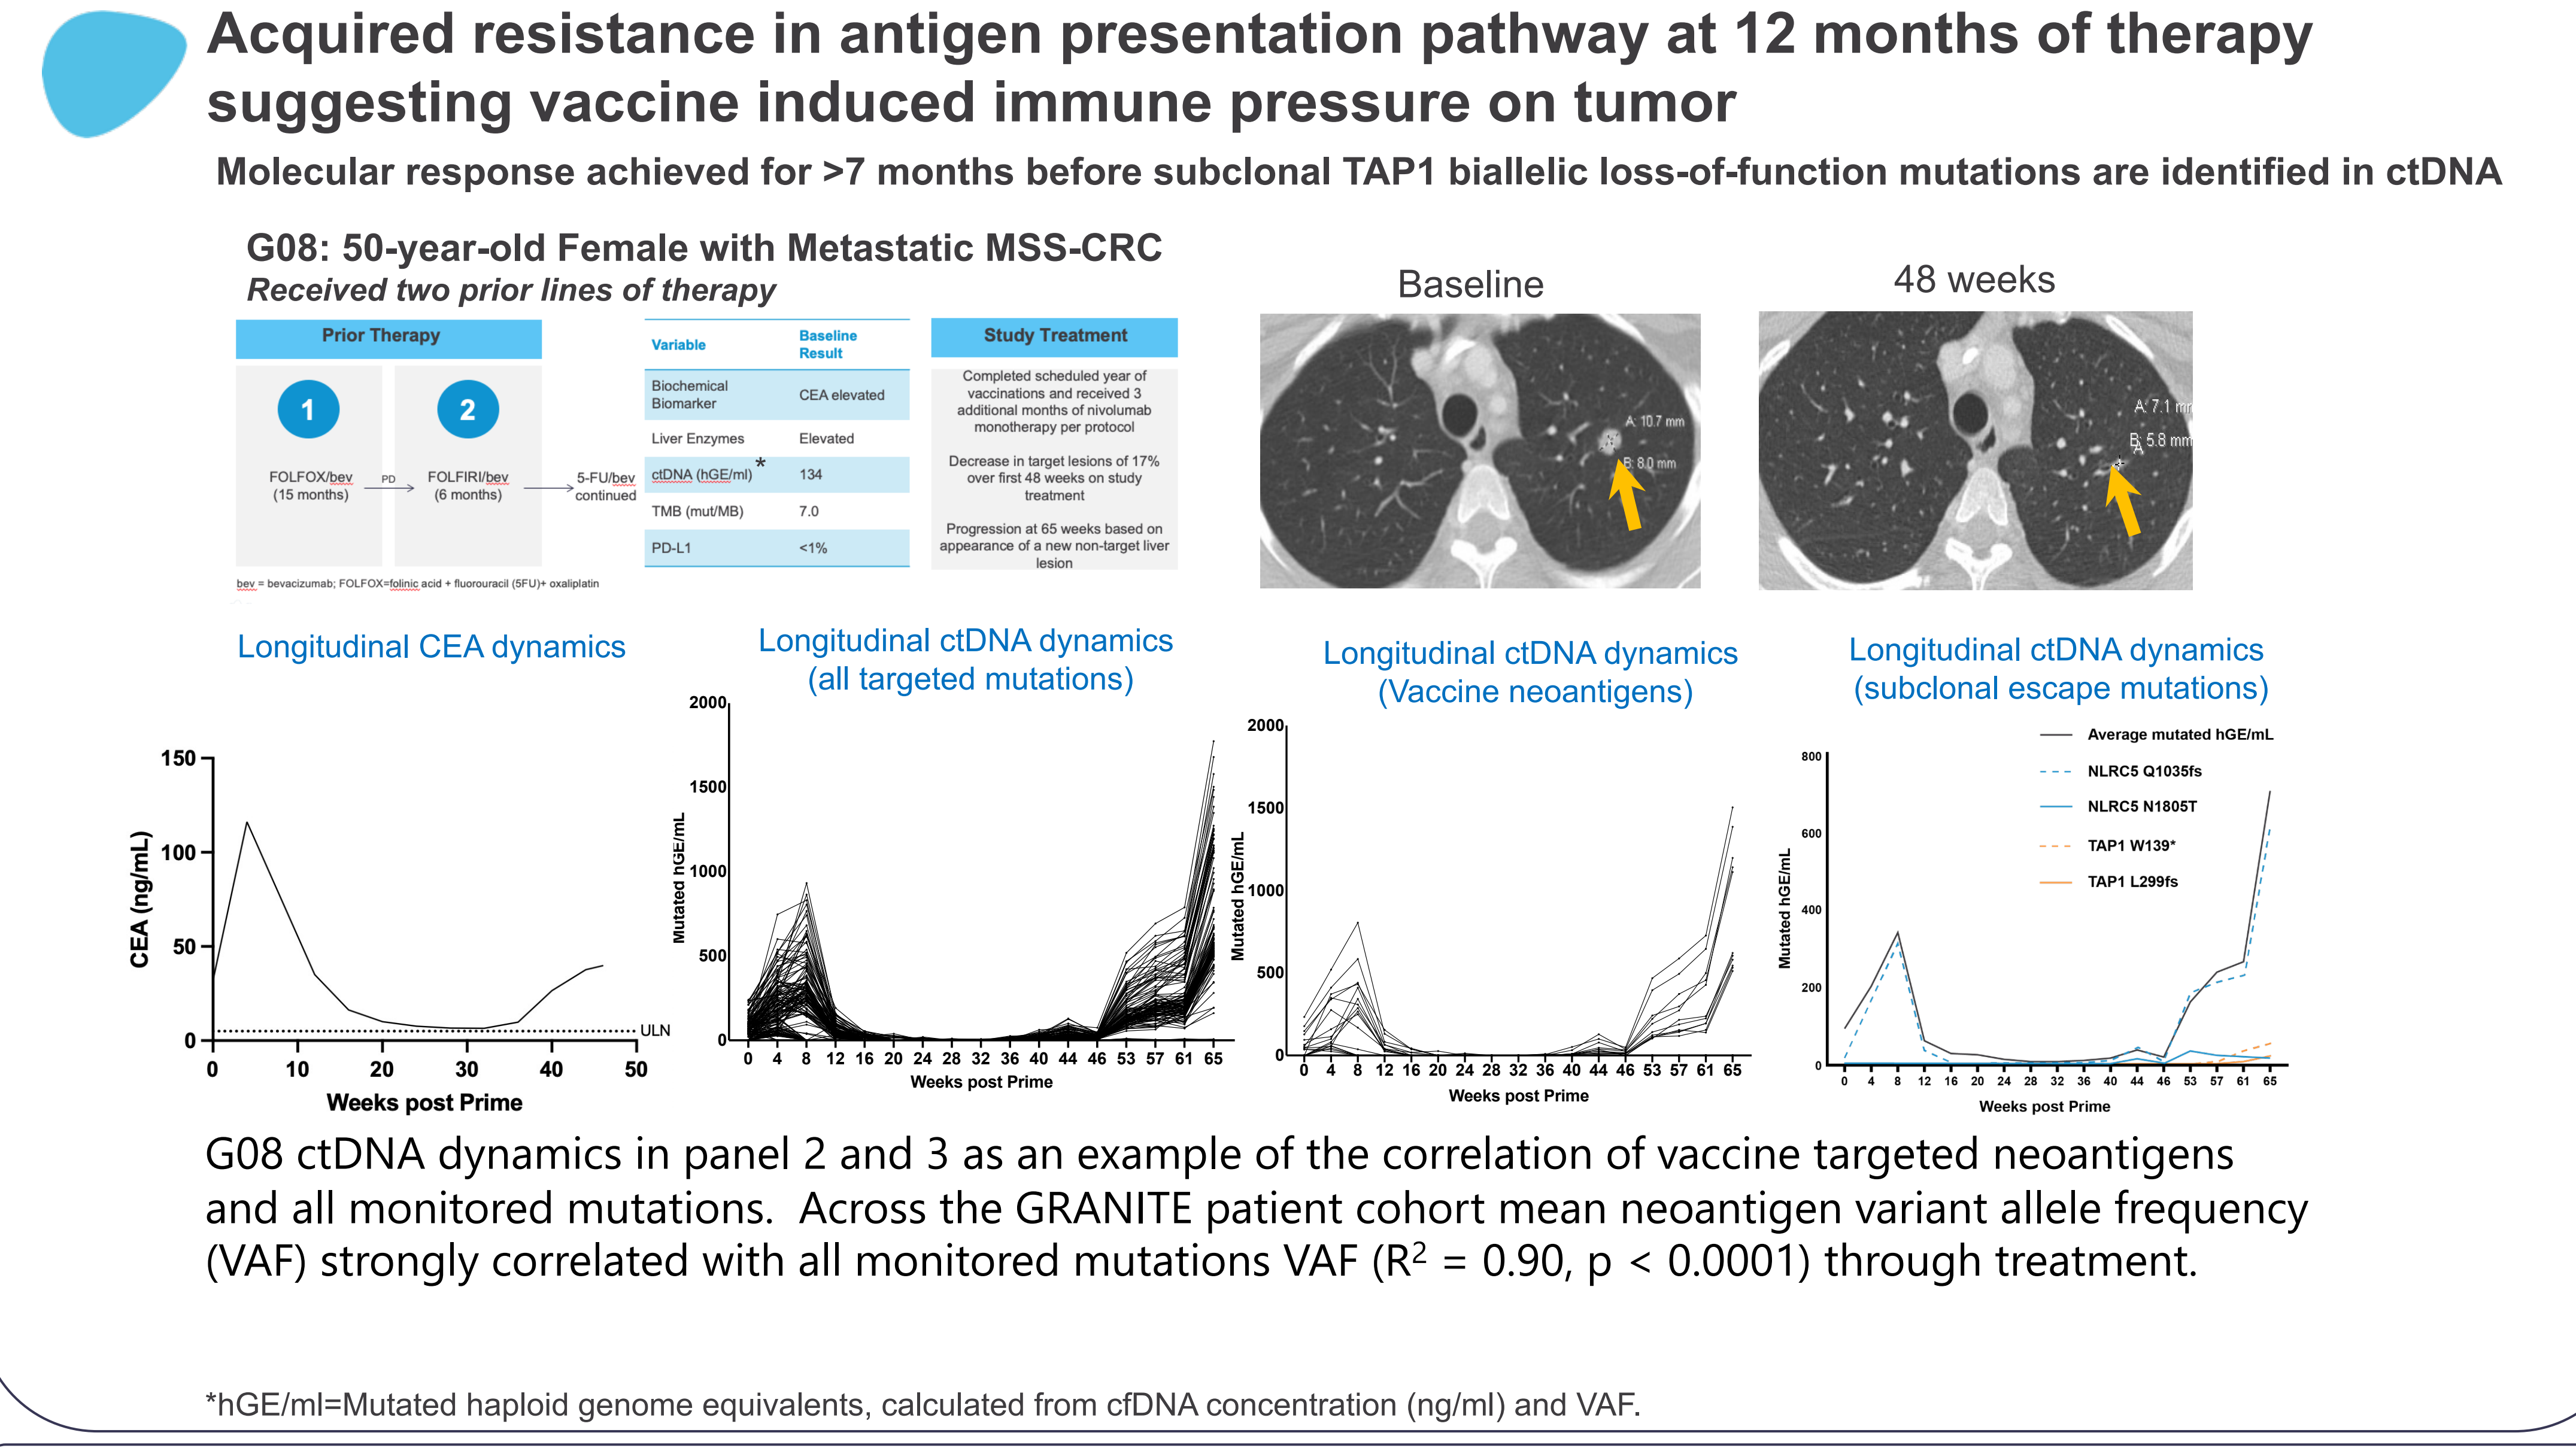 Acquired resistance in antigen presentation pathway at 12 months of therapy
suggesting vaccine induced immune pressure on tumor
Molecular response achieved for >7 months before subclonal TAP1 biallelic loss-of-function mutations are identified in ctDNA
G08: 50-year-old Female with Metastatic MSS-CRC
Received two prior lines of therapy
Prior Therapy
1
2
FOLFOX/bev
(15 months)
PD
FOLFIRI/bev
(6 months)
5-FU/bev
continued
bev = bevacizumab; FOLFOX=folinic acid + fluorouracil (5FU)+ oxaliplatin
Variable
Baseline
Result
Biochemical
Biomarker
CEA elevated
Liver Enzymes
Elevated
ctDNA (hGE/ml) *
134
TMB (mut/MB)
7.0
PD-L1
<1%
Study Treatment
Completed scheduled year of
vaccinations and received 3
additional months of nivolumab
monotherapy per protocol
Decrease in target lesions of 17%
over first 48 weeks on study
treatment
Progression at 65 weeks based on
appearance of a new non-target liver
lesion
Baseline
A: 10.7 mm
B: 8.0 mm
48 weeks
A: 7.1 mm
B: 5.8 mm
A
Longitudinal CEA dynamics
150
100
50
0
CEA (ng/mL)
ULN
0 10 20 30 40 50
Weeks post Prime
Longitudinal ctDNA dynamics
(all targeted mutations)
2000
1500
1000
500
0
Mutated hGE/mL
0 4 8 12 16 20 24 28 32 36 40 44 46 53 57 61 65
Weeks post Prime
Longitudinal ctDNA dynamics
(Vaccine neoantigens)
2000
1500
1000
500
0
Mutated hGE/mL
0 4 8 12 16 20 24 28 32 36 40 44 46 53 57 61 65
Weeks post Prime
Longitudinal ctDNA dynamics
(subclonal escape mutations)
Average mutated hGE/mL
NLRC5 Q1035fs
NLRC5 N1805T
TAP1 W139*
TAP1 L299fs
800
600
400
200
0
Mutated hGE/mL
0 4 8 12 16 20 24 28 32 36 40 44 46 53 57 61 65
Weeks post Prime
G08 ctDNA dynamics in panel 2 and 3 as an example of the correlation of vaccine targeted neoantigens
and all monitored mutations. Across the GRANITE patient cohort mean neoantigen variant allele frequency
(VAF) strongly correlated with all monitored mutations VAF (R² = 0.90, p < 0.0001) through treatment.
*hGE/ml=Mutated haploid genome equivalents, calculated from cfDNA concentration (ng/ml) and VAF.